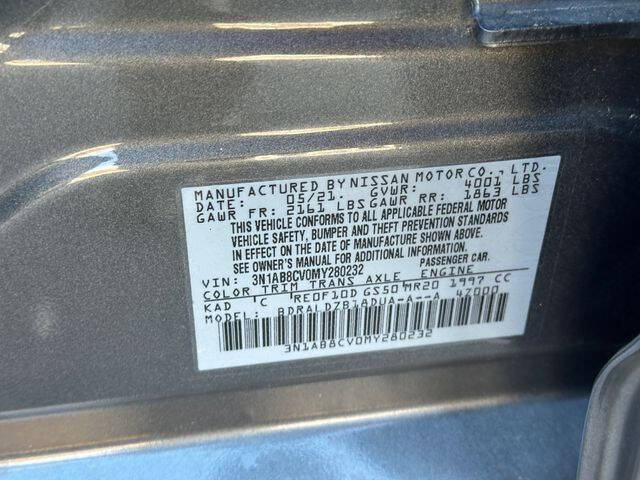 MANUFACTURED BY NISSAN MOTOR CO., LTD.
DATE: 05/21. GVWR: 4001 LBS
GAWR FR: 2161 LBS GAWR RR: 1863 LBS
THIS VEHICLE CONFORMS TO ALL APPLICABLE FEDERAL MOTOR
VEHICLE SAFETY, BUMPER AND THEFT PREVENTION STANDARDS
IN EFFECT ON THE DATE OF MANUFACTURE SHOWN ABOVE.
SEE OWNER'S MANUAL FOR ADDITIONAL INFORMATION
VIN: 3N1AB8CV0MY280232 PASSENGER CAR.
COLOR TRIM TRANS AXLE ENGINE
KAD 'C RE0F10D GS50 MR20 1997 CC
BDRALDZB1ADUA-A--A 4Z000
3N1AB8CV0MY280232